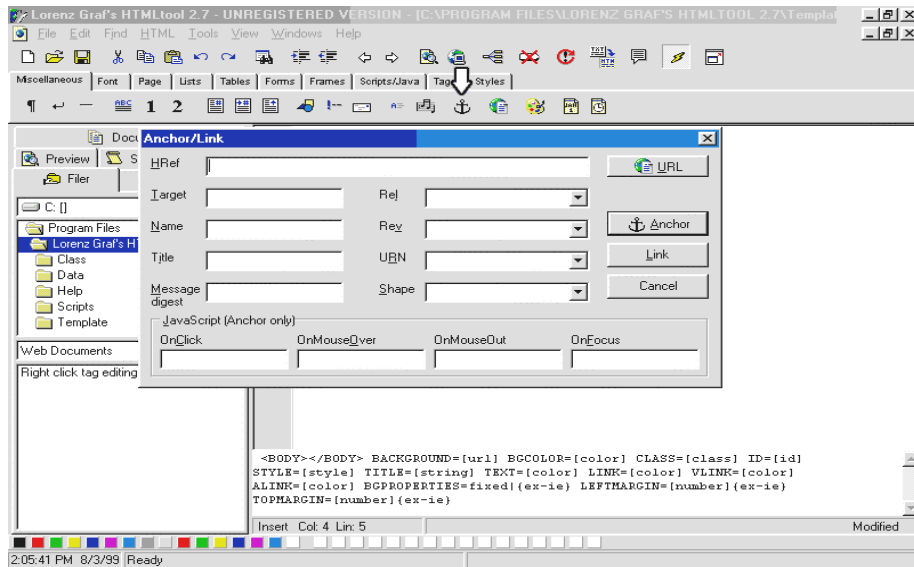 Lorenz Graf's HTMLtool 2.7 - UNREGISTERED VERSION - [C:\PROGRAM FILES\LORENZ GRAF'S HTMLTOOL 2.7\Templat
File Edit Find HTML Tools View Windows Help
Miscellaneous Font Page Lists Tables Forms Frames Scripts/Java Tag Styles
ABC 1 2
Docu
Preview S
Filer
C: []
Program Files
Lorenz Graf's H
Class
Data
Help
Scripts
Template
Web Documents
Right click tag editing
Anchor/Link
HRef URL
Target Rel
Name Rev Anchor
Title URN Link
Message digest Shape Cancel
JavaScript (Anchor only)
OnClick OnMouseOver OnMouseOut OnFocus
<BODY></BODY> BACKGROUND=[url] BGCOLOR=[color] CLASS=[class] ID=[id]
STYLE=[style] TITLE=[string] TEXT=[color] LINK=[color] VLINK=[color]
ALINK=[color] BGPROPERTIES=fixed|{ex-ie} LEFTMARGIN=[number]{ex-ie}
TOPMARGIN=[number]{ex-ie}
Insert Col: 4 Lin: 5 Modified
2:05:41 PM 8/3/99 Ready